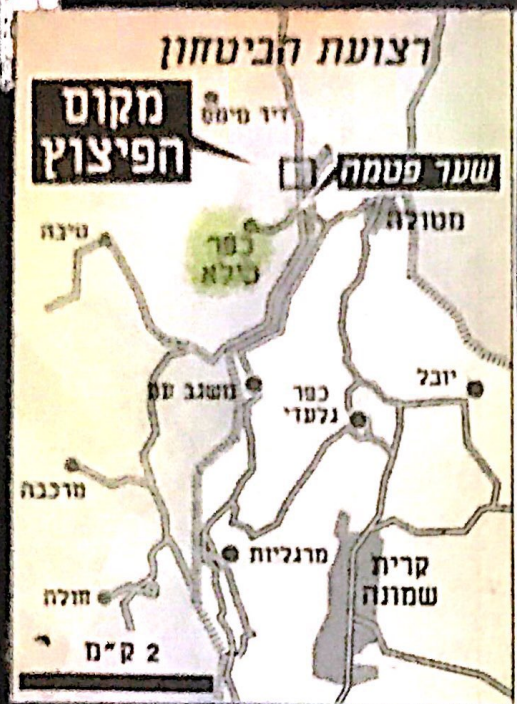 רצועת הביטחון
דיר מימס
מקום
הפיצוץ
שער פטמה
מטולה
טיבה
כפר
כילא
יובל
משגב עם
כפר
גלעדי
מרכבה
מרגליות
קרית
שמונה
חולה
2 ק"מ